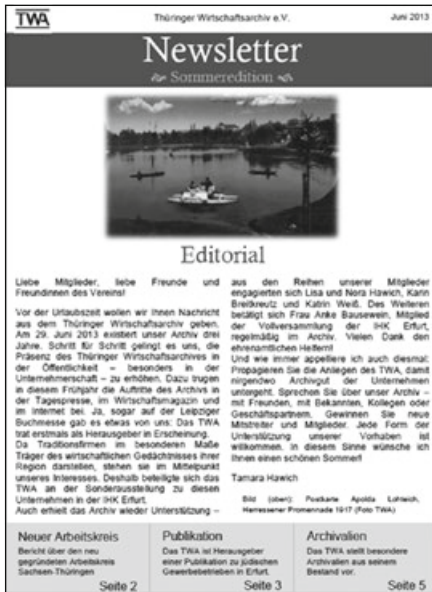 TWA
Thüringer Wirtschaftsarchiv e.V.
Juni 2013
Newsletter
Sommeredition
Editorial
Liebe Mitglieder, liebe Freunde und
Freundinnen des Vereins!
Vor der Urlaubszeit wollen wir Ihnen Nachricht
aus dem Thüringer Wirtschaftsarchiv geben.
Am 29. Juni 2013 existiert unser Archiv drei
Jahre. Schritt für Schritt gelingt es uns, die
Präsenz des Thüringer Wirtschaftsarchives in
der Öffentlichkeit – besonders in der
Unternehmerschaft – zu erhöhen. Dazu trugen
in diesem Frühjahr die Auftritte des Archivs in
der Tagespresse, im Wirtschaftsmagazin und
im Internet bei. Ja, sogar auf der Leipziger
Buchmesse gab es etwas von uns: Das TWA
trat erstmals als Herausgeber in Erscheinung.
Da Traditionsfirmen im besonderen Maße
Träger des wirtschaftlichen Gedächtnisses ihrer
Region darstellen, stehen sie im Mittelpunkt
unseres Interesses. Deshalb beteiligte sich das
TWA an der Sonderausstellung zu diesen
Unternehmen in der IHK Erfurt.
Auch erhielt das Archiv wieder Unterstützung –
aus den Reihen unserer Mitglieder
engagierten sich Lisa und Nora Hawich, Karin
Breitkreutz und Katrin Weiß. Des Weiteren
betätigt sich Frau Anke Bausewein, Mitglied
der Vollversammlung der IHK Erfurt,
regelmäßig im Archiv. Vielen Dank den
ehrenamtlichen Helfern!
Und wie immer appelliere ich auch diesmal:
Propagieren Sie die Anliegen des TWA, damit
nirgendwo Archivgut der Unternehmen
untergeht. Sprechen Sie über unser Archiv –
mit Freunden, mit Bekannten, Kollegen oder
Geschäftspartnern. Gewinnen Sie neue
Mitstreiter und Mitglieder. Jede Form der
Unterstützung unserer Vorhaben ist
willkommen. In diesem Sinne wünsche ich
Ihnen einen schönen Sommer!
Tamara Hawich
Bild (oben): Postkarte Apolda Lohteich,
Herressener Promenade 1917 (Foto TWA)
Neuer Arbeitskreis
Bericht über den neu
gegründeten Arbeitskreis
Sachsen-Thüringen
Seite 2
Publikation
Das TWA ist Herausgeber
einer Publikation zu jüdischen
Gewerbebetrieben in Erfurt.
Seite 3
Archivalien
Das TWA stellt besondere
Archivalien aus seinem
Bestand vor.
Seite 5